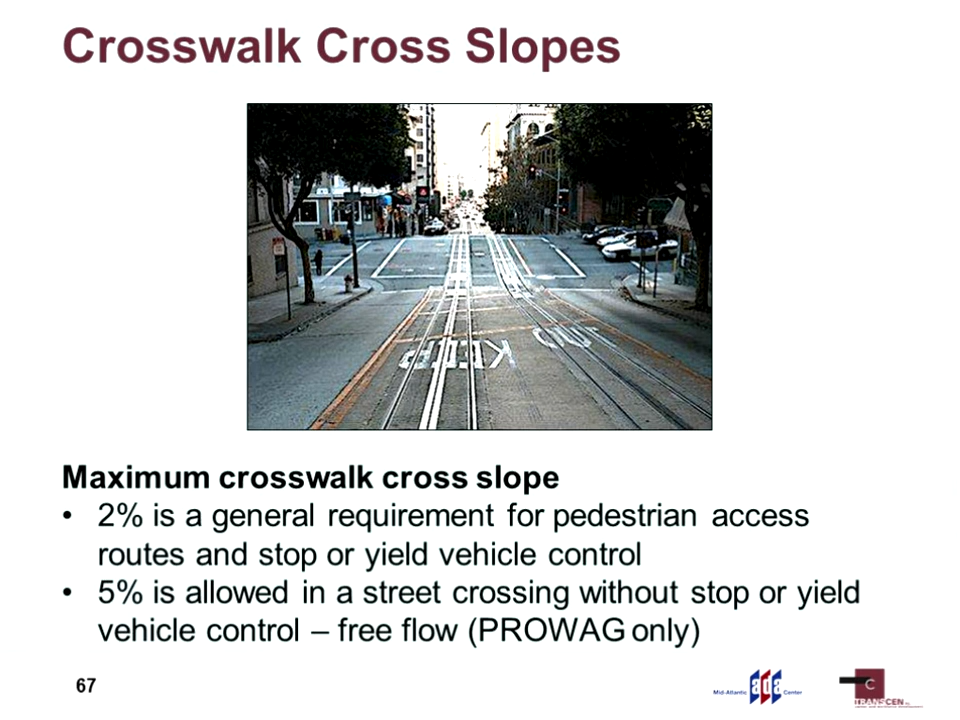 Crosswalk Cross Slopes
KEEP
Maximum crosswalk cross slope
• 2% is a general requirement for pedestrian access
routes and stop or yield vehicle control
• 5% is allowed in a street crossing without stop or yield
vehicle control – free flow (PROWAG only)
67
Mid-Atlantic ada Center
C
TRANSCEN